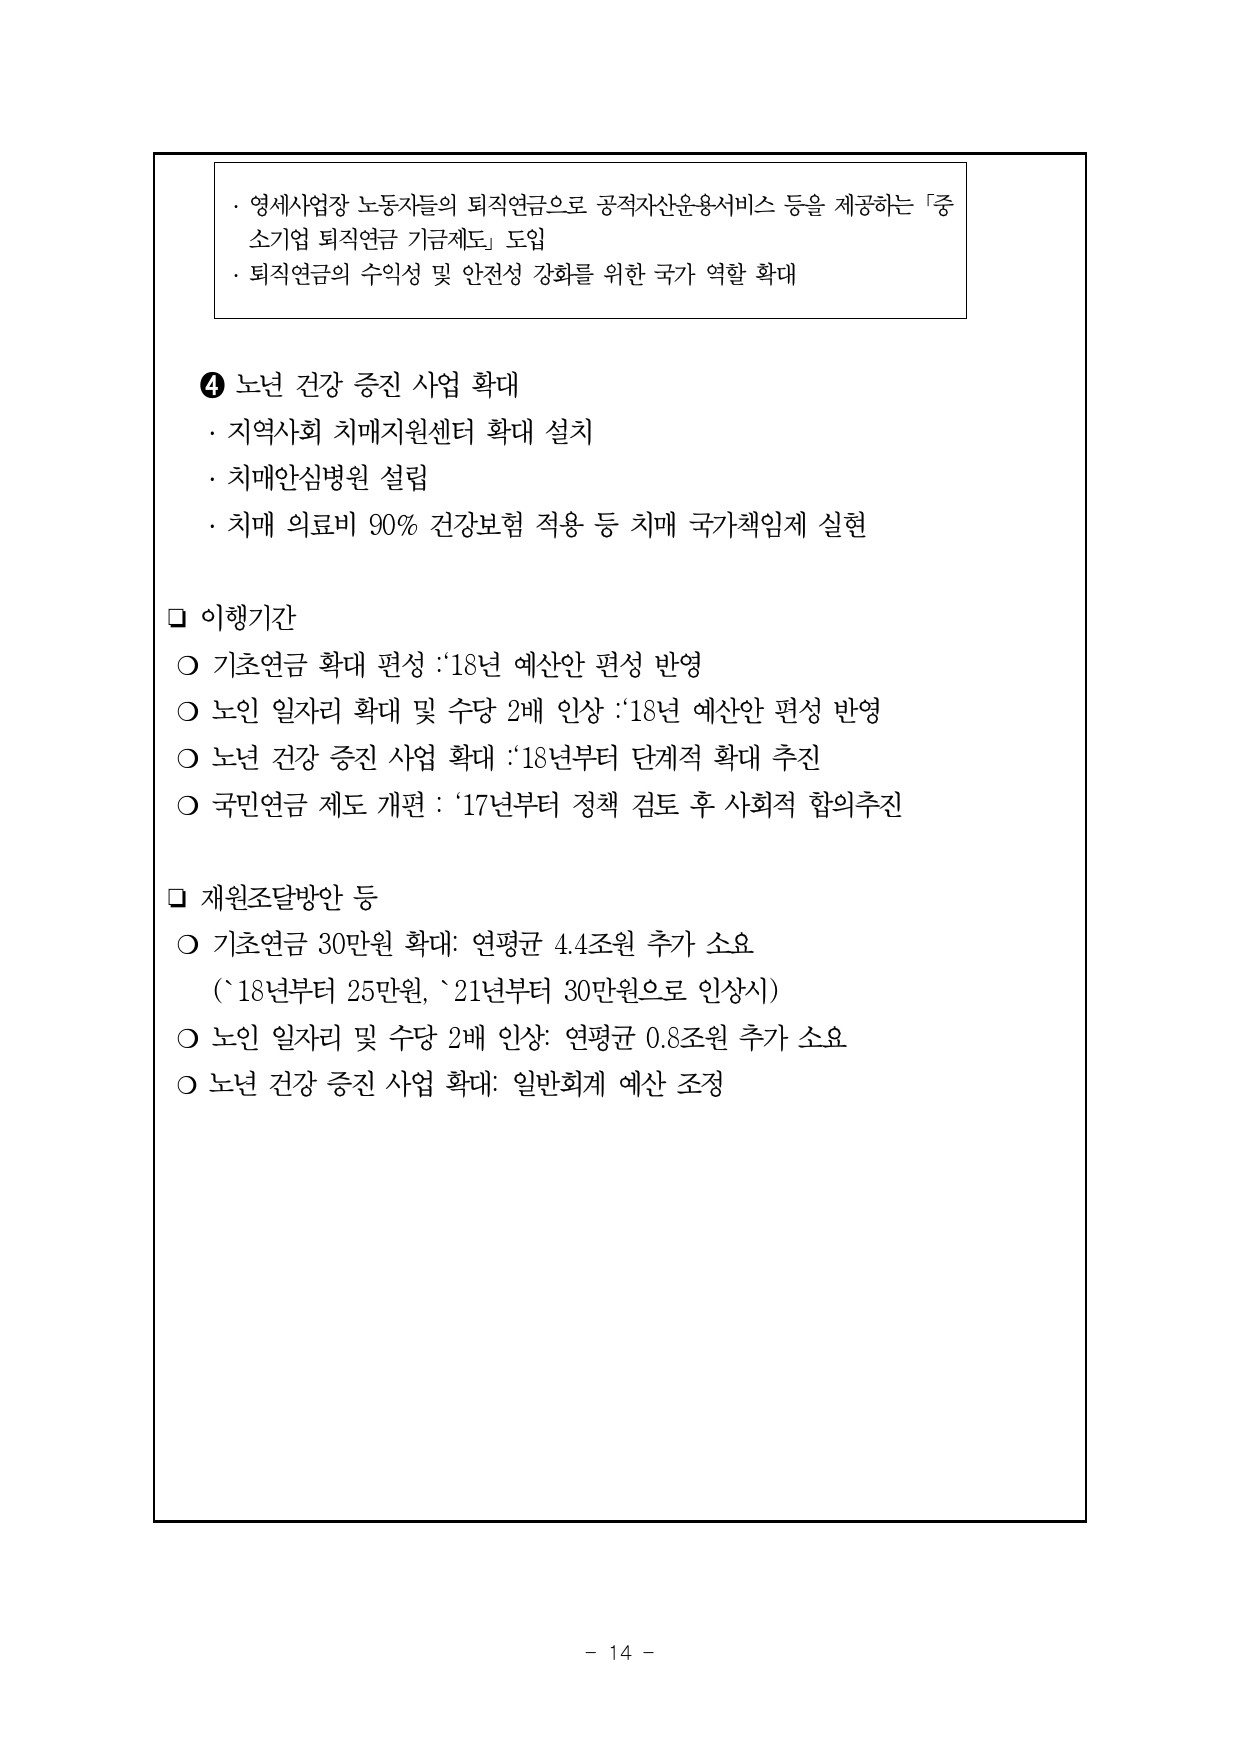 · 영세사업장 노동자들의 퇴직연금으로 공적자산운용서비스 등을 제공하는「중
소기업 퇴직연금 기금제도」도입
· 퇴직연금의 수익성 및 안전성 강화를 위한 국가 역할 확대
❹ 노년 건강 증진 사업 확대
· 지역사회 치매지원센터 확대 설치
· 치매안심병원 설립
· 치매 의료비 90% 건강보험 적용 등 치매 국가책임제 실현
❏ 이행기간
❍ 기초연금 확대 편성 :‘18년 예산안 편성 반영
❍ 노인 일자리 확대 및 수당 2배 인상 :‘18년 예산안 편성 반영
❍ 노년 건강 증진 사업 확대 :‘18년부터 단계적 확대 추진
❍ 국민연금 제도 개편 : ‘17년부터 정책 검토 후 사회적 합의추진
❏ 재원조달방안 등
❍ 기초연금 30만원 확대: 연평균 4.4조원 추가 소요
(`18년부터 25만원, `21년부터 30만원으로 인상시)
❍ 노인 일자리 및 수당 2배 인상: 연평균 0.8조원 추가 소요
❍ 노년 건강 증진 사업 확대: 일반회계 예산 조정
- 14 -